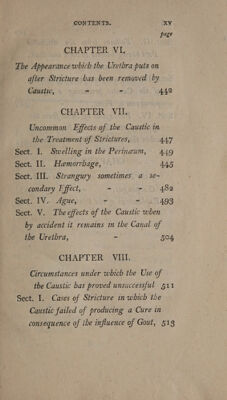 CONTENTS. XV
page
CHAPTER VI.
The Appearance which the Urethra puts on
after Stricture has been removed by
Caustic, - - 442
CHAPTER VII.
Uncommon Effects of the Caustic in
the Treatment of Strictures, 447
Sect. I. Swelling in the Perinæum, 449
Sect. II. Hæmorrhage, 445
Sect. III. Strangury sometimes a se-
condary Effect, - - 482
Sect. IV. Ague, - - 493
Sect. V. The effects of the Caustic when
by accident it remains in the Canal of
the Urethra, - 504
CHAPTER VIII.
Circumstances under which the Use of
the Caustic has proved unsuccessful 511
Sect. I. Cases of Stricture in which the
Caustic failed of producing a Cure in
consequence of the influence of Gout, 513